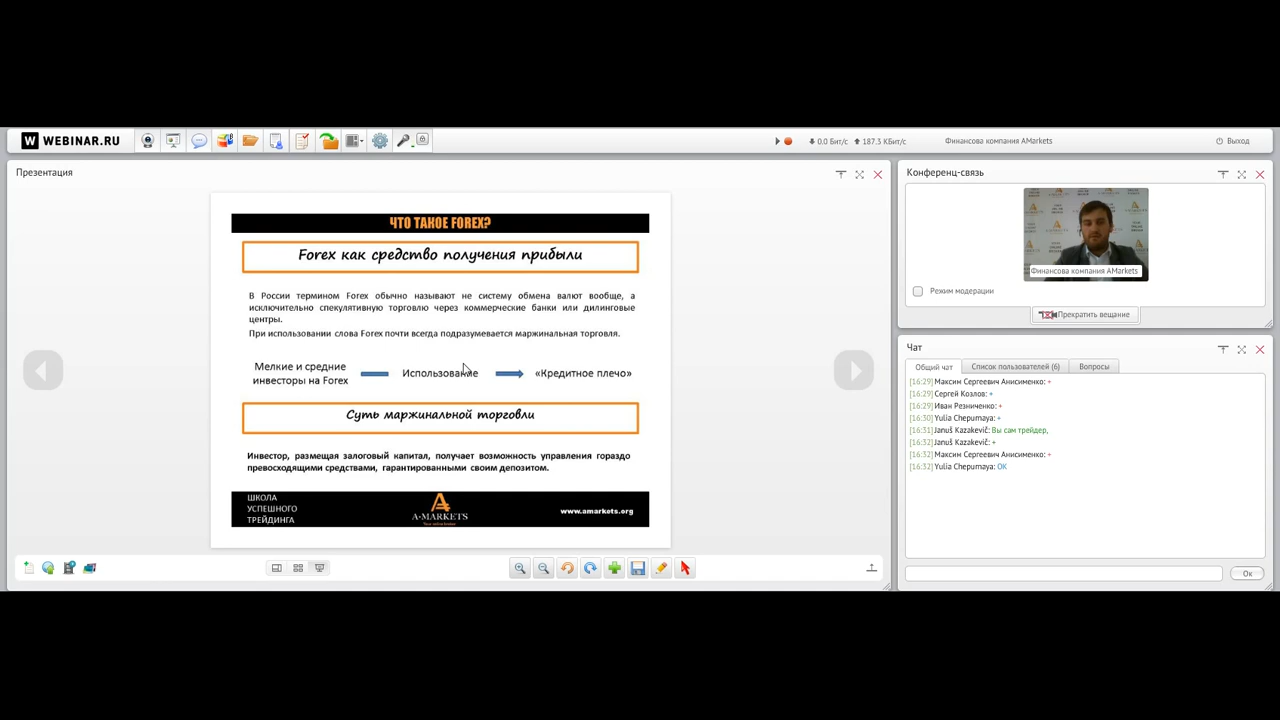 WEBINAR.RU
0.0 Бит/с 187.3 КБит/с
Финансова компания AMarkets
Выход
Презентация
ЧТО ТАКОЕ FOREX?
Forex как средство получения прибыли
В России термином Forex обычно называют не систему обмена валют вообще, а
исключительно спекулятивную торговлю через коммерческие банки или дилинговые
центры.
При использовании слова Forex почти всегда подразумевается маржинальная торговля.
Мелкие и средние
инвесторы на Forex
Использование
«Кредитное плечо»
Суть маржинальной торговли
Инвестор, размещая залоговый капитал, получает возможность управления гораздо
превосходящими средствами, гарантированными своим депозитом.
ШКОЛА
УСПЕШНОГО
ТРЕЙДИНГА
A-MARKETS
Your online broker
www.amarkets.org
Конференц-связь
Финансова компания AMarkets
Режим модерации
Прекратить вещание
Чат
Общий чат
Список пользователей (6)
Вопросы
[16:29] Максим Сергеевич Анисименко: +
[16:29] Сергей Козлов: +
[16:29] Иван Резниченко: +
[16:30] Yulia Chepurnaya: +
[16:31] Januš Kazakevič: Вы сам трейдер,
[16:32] Januš Kazakevič: +
[16:32] Максим Сергеевич Анисименко: +
[16:32] Yulia Chepurnaya: OK
Ок